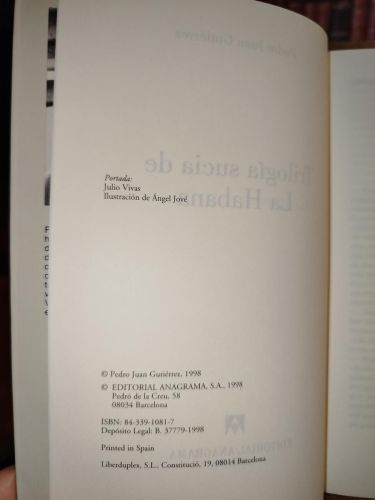 Portada:
Julio Vivas
Ilustración de Ángel Jové
© Pedro Juan Gutiérrez, 1998
© EDITORIAL ANAGRAMA, S.A., 1998
Pedró de la Creu, 58
08034 Barcelona
ISBN: 84-339-1081-7
Depósito Legal: B. 37779-1998
Printed in Spain
Liberduplex, S.L., Constitució, 19, 08014 Barcelona